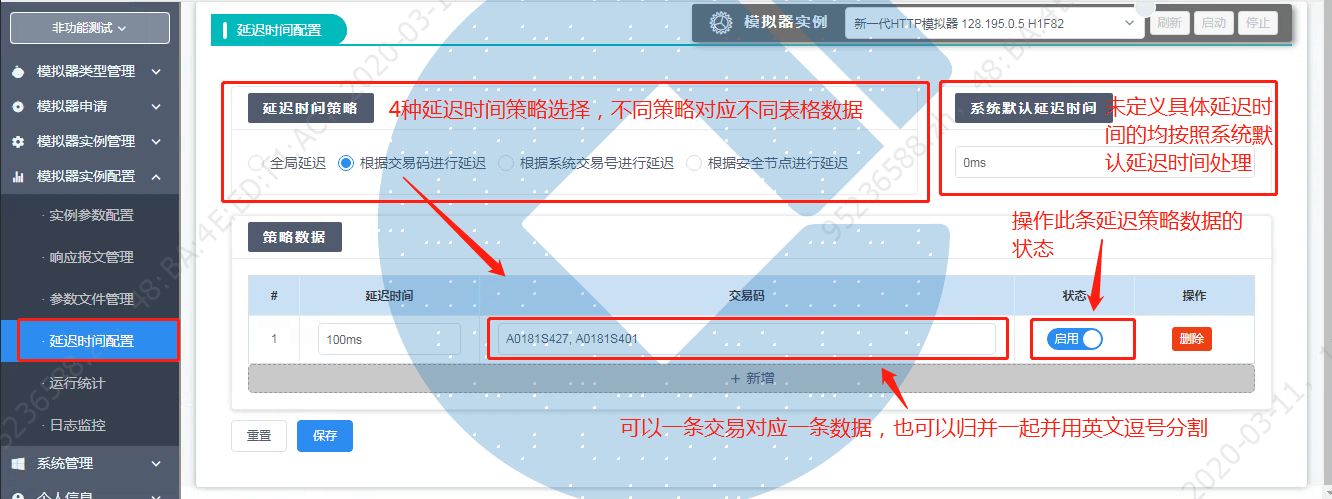 非功能测试
模拟器类型管理
模拟器申请
模拟器实例管理
模拟器实例配置
· 实例参数配置
· 响应报文管理
· 参数文件管理
· 延迟时间配置
· 运行统计
· 日志监控
系统管理
个人信息
延迟时间配置
模拟器实例
新一代HTTP模拟器 128.195.0.5 H1F82
刷新 启动 停止
延迟时间策略
4种延迟时间策略选择，不同策略对应不同表格数据
全局延迟 根据交易码进行延迟 根据系统交易号进行延迟 根据安全节点进行延迟
系统默认延迟时间
未定义具体延迟时
间的均按照系统默
认延迟时间处理
0ms
操作此条延迟策略数据的
状态
策略数据
# 延迟时间 交易码 状态 操作
1 100ms A0181S427, A0181S401 启用 删除
+ 新增
可以一条交易对应一条数据，也可以归并一起并用英文逗号分割
重置 保存